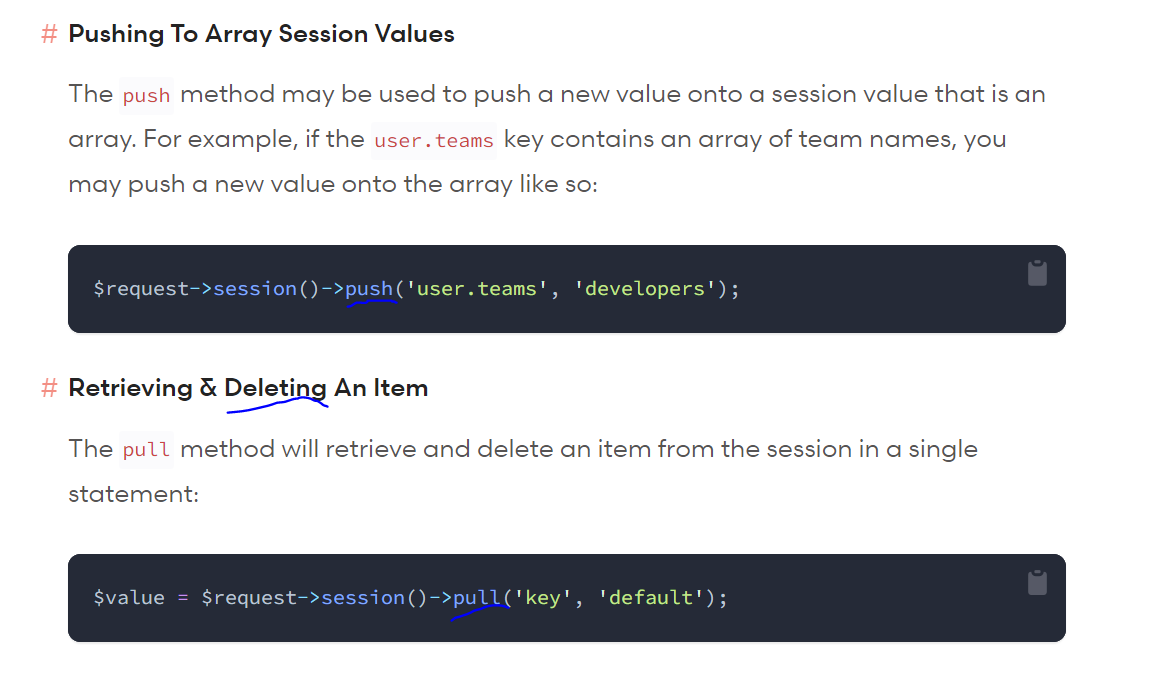 # Pushing To Array Session Values
The push method may be used to push a new value onto a session value that is an
array. For example, if the user.teams key contains an array of team names, you
may push a new value onto the array like so:
$request->session()->push('user.teams', 'developers');
# Retrieving & Deleting An Item
The pull method will retrieve and delete an item from the session in a single
statement:
$value = $request->session()->pull('key', 'default');